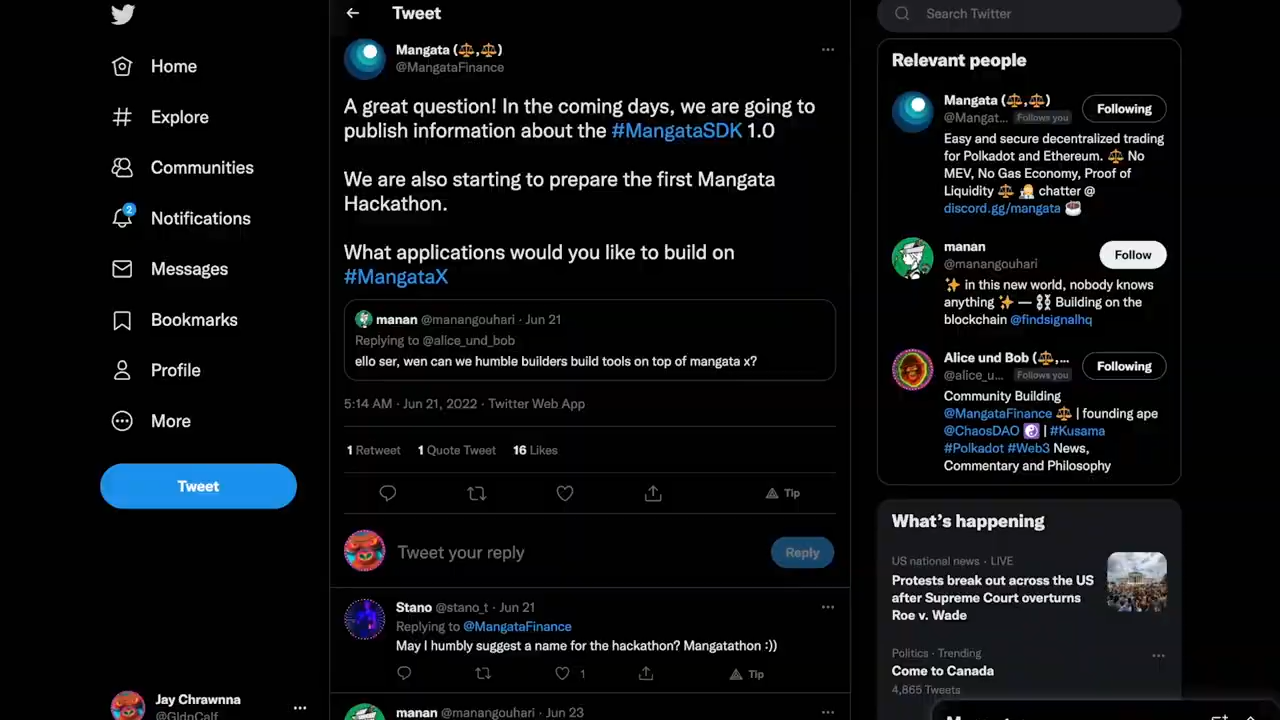 Home
Explore
Communities
2
Notifications
Messages
Bookmarks
Profile
More
Tweet
Jay Chrawnna
@GldnCalf
Tweet
Mangata (⚖️,⚖️)
@MangataFinance
A great question! In the coming days, we are going to
publish information about the #MangataSDK 1.0
We are also starting to prepare the first Mangata
Hackathon.
What applications would you like to build on
#MangataX
manan @manangouhari · Jun 21
Replying to @alice_und_bob
ello ser, wen can we humble builders build tools on top of mangata x?
5:14 AM · Jun 21, 2022 · Twitter Web App
1 Retweet 1 Quote Tweet 16 Likes
Tip
Tweet your reply
Reply
Stano @stano_t · Jun 21
Replying to @MangataFinance
May I humbly suggest a name for the hackathon? Mangatathon :))
1
Tip
manan @manangouhari · Jun 23
Search Twitter
Relevant people
Mangata (⚖️,⚖️)
@Mangat... Follows you
Following
Easy and secure decentralized trading
for Polkadot and Ethereum. ⚖️ No
MEV, No Gas Economy, Proof of
Liquidity ⚖️ 👩‍🚀 chatter @
discord.gg/mangata ☕
manan
@manangouhari
Follow
✨ in this new world, nobody knows
anything ✨ — ⛓️ Building on the
blockchain @findsignalhq
Alice und Bob (⚖️,...
@alice_u... Follows you
Following
Community Building
@MangataFinance ⚖️ | founding ape
@ChaosDAO ☯️ | #Kusama
#Polkadot #Web3 News,
Commentary and Philosophy
What's happening
US national news · LIVE
Protests break out across the US
after Supreme Court overturns
Roe v. Wade
Politics · Trending
Come to Canada
4,865 Tweets